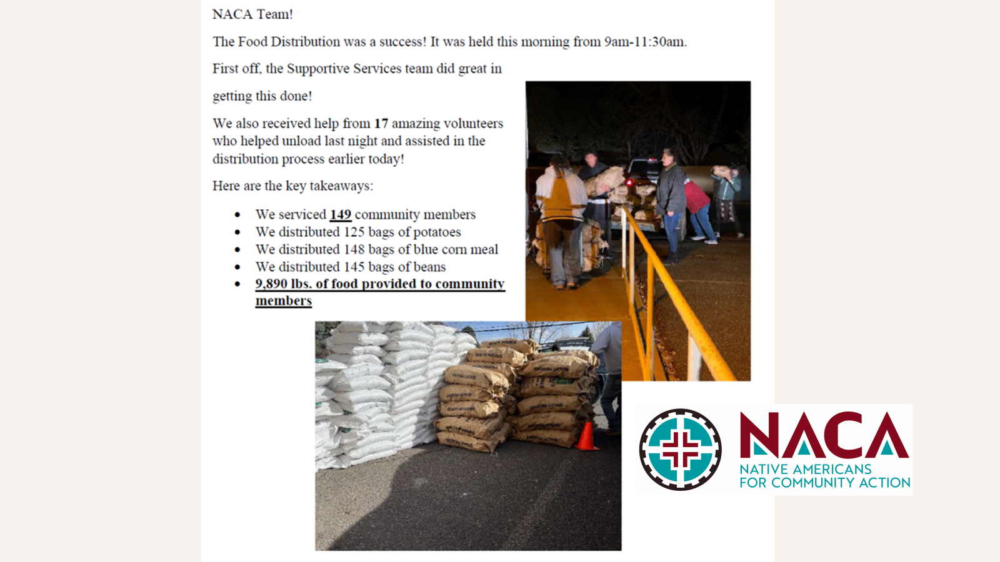 NACA Team!
The Food Distribution was a success! It was held this morning from 9am-11:30am.
First off, the Supportive Services team did great in
getting this done!
We also received help from 17 amazing volunteers
who helped unload last night and assisted in the
distribution process earlier today!
Here are the key takeaways:
• We serviced 149 community members
• We distributed 125 bags of potatoes
• We distributed 148 bags of blue corn meal
• We distributed 145 bags of beans
• 9,890 lbs. of food provided to community
members
NACA
NATIVE AMERICANS
FOR COMMUNITY ACTION